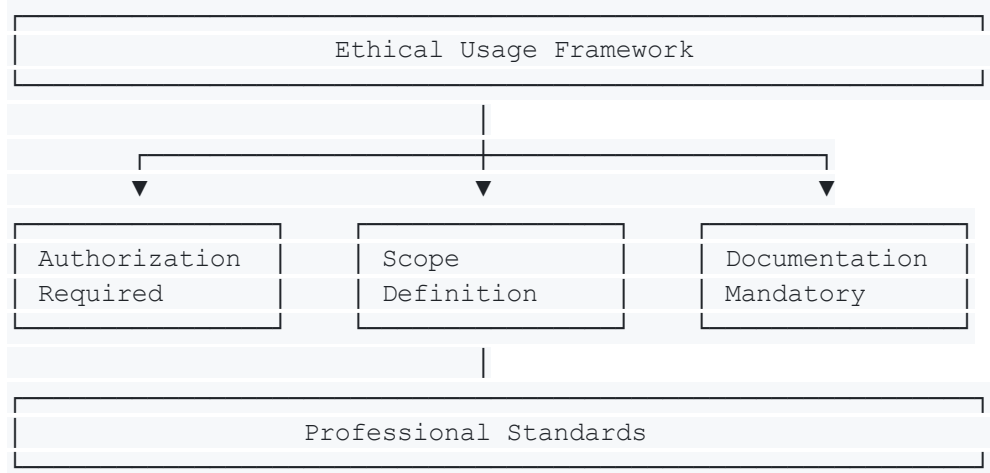 Ethical Usage Framework
Authorization Scope Documentation
Required Definition Mandatory
Professional Standards